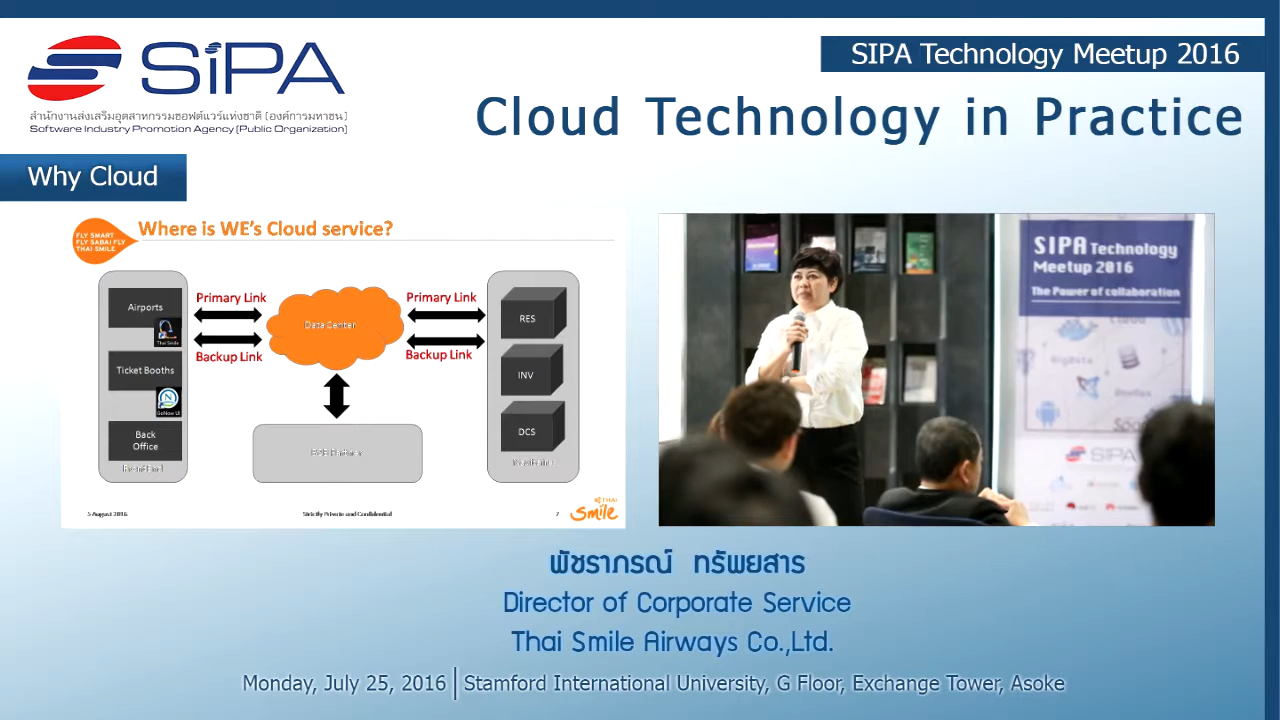 SIPA
สำนักงานส่งเสริมอุตสาหกรรมซอฟต์แวร์แห่งชาติ (องค์การมหาชน)
Software Industry Promotion Agency (Public Organization)
SIPA Technology Meetup 2016
Cloud Technology in Practice
Why Cloud
FLY SMART
FLY SABAI FLY
THAI SMILE
Where is WE's Cloud service?
Airports
Thai Smile
Ticket Booths
GoNow UI
Back
Office
Primary Link
Backup Link
Data Center
Primary Link
Backup Link
RES
INV
DCS
5 August 2016
Strictly Private and Confidential
7
THAI
Smile
SIPA Technology
Meetup 2016
The Power of collaboration
Cloud
BigData
DevOps
SIPA
พัชราภรณ์ ทรัพยสาร
Director of Corporate Service
Thai Smile Airways Co.,Ltd.
Monday, July 25, 2016 | Stamford International University, G Floor, Exchange Tower, Asoke